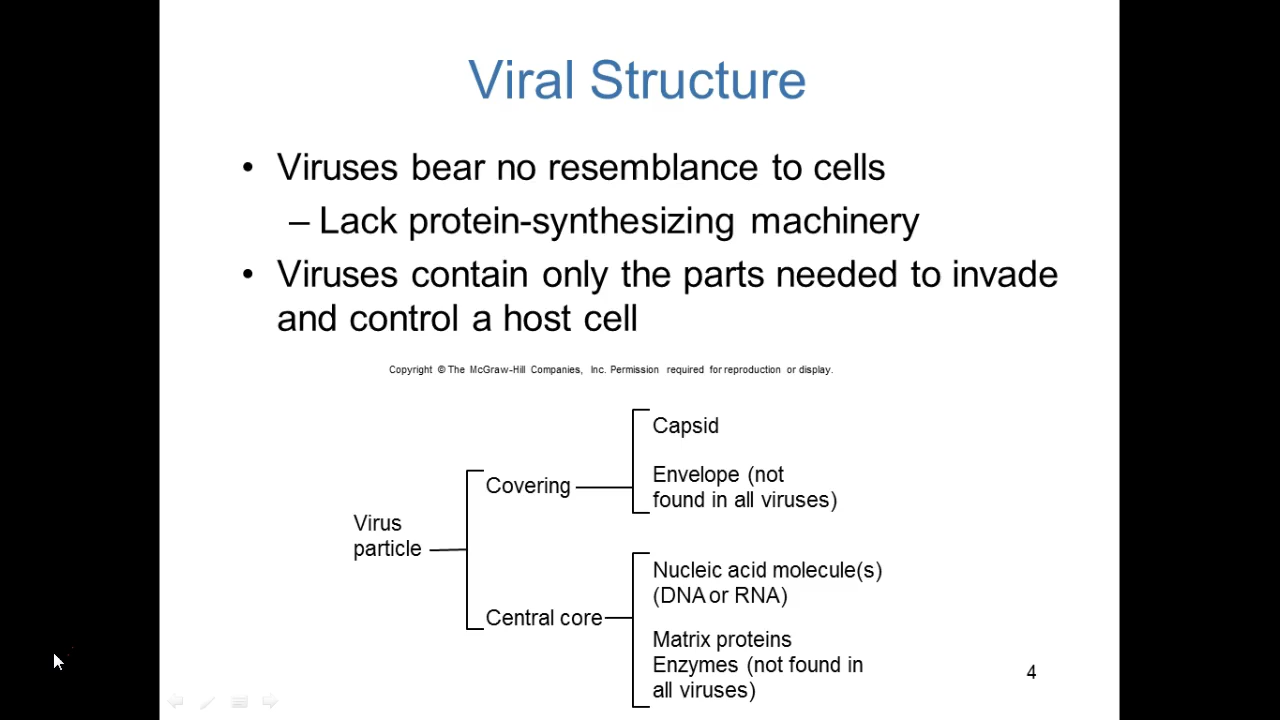 Viral Structure
• Viruses bear no resemblance to cells
– Lack protein-synthesizing machinery
• Viruses contain only the parts needed to invade
and control a host cell
Copyright © The McGraw-Hill Companies, Inc. Permission required for reproduction or display.
Virus
particle
Covering
Capsid
Envelope (not
found in all viruses)
Central core
Nucleic acid molecule(s)
(DNA or RNA)
Matrix proteins
Enzymes (not found in
all viruses)
4